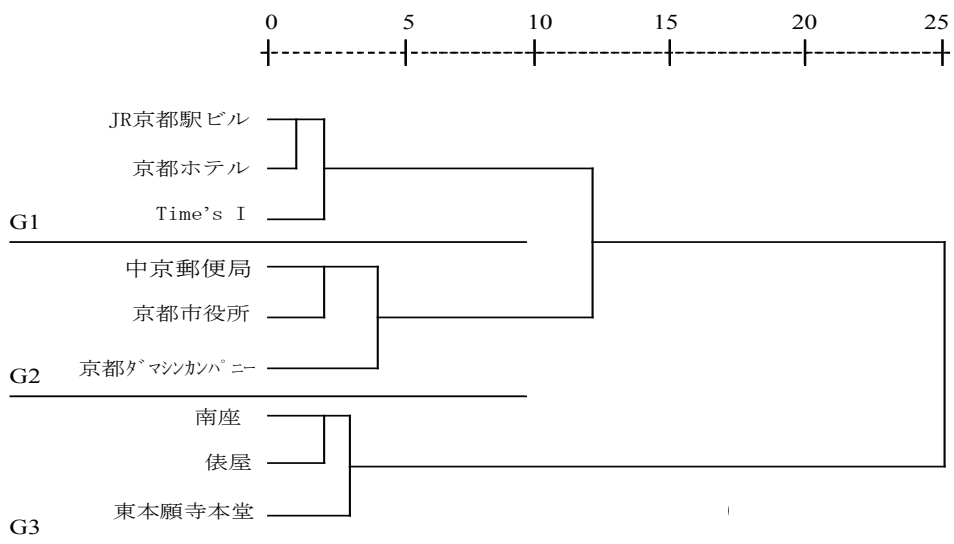 0 5 10 15 20 25
JR京都駅ビル
京都ホテル
Time's I
G1
中京郵便局
京都市役所
京都ﾀﾞﾏｼﾝｶﾝﾊﾟﾆｰ
G2
南座
俵屋
東本願寺本堂
G3